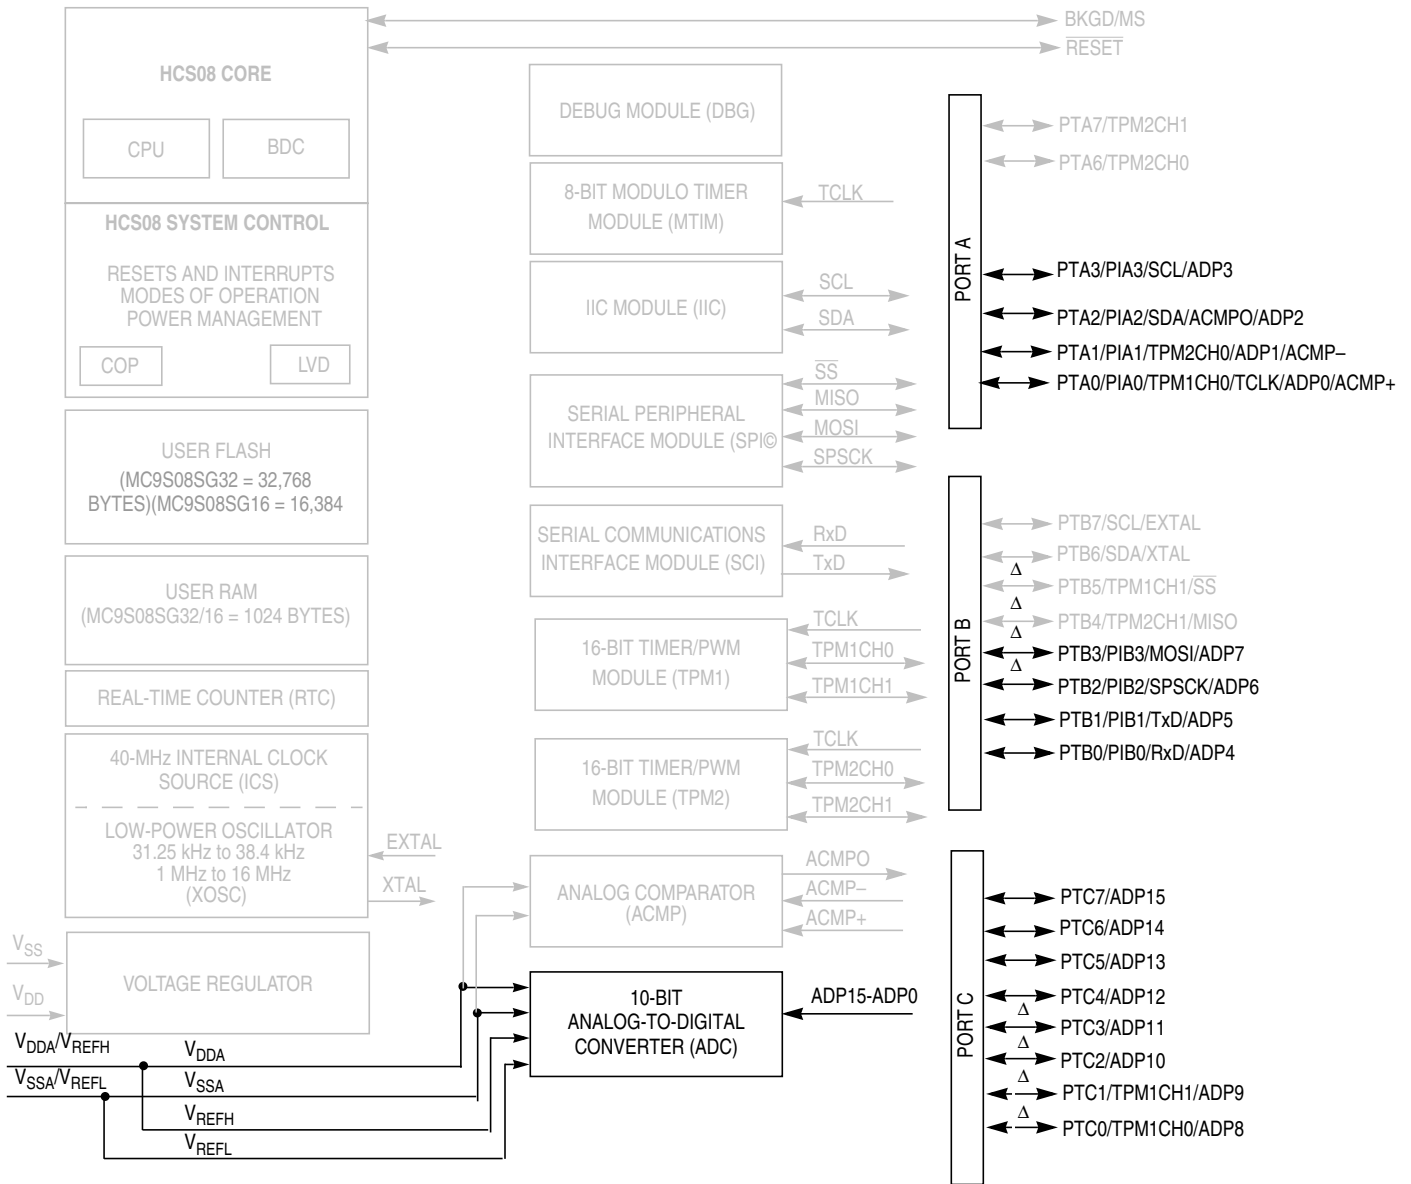 BKGD/MS
RESET
HCS08 CORE
CPU
BDC
HCS08 SYSTEM CONTROL
RESETS AND INTERRUPTS
MODES OF OPERATION
POWER MANAGEMENT
COP
LVD
USER FLASH
(MC9S08SG32 = 32,768
BYTES)(MC9S08SG16 = 16,384
USER RAM
(MC9S08SG32/16 = 1024 BYTES)
REAL-TIME COUNTER (RTC)
40-MHz INTERNAL CLOCK
SOURCE (ICS)
LOW-POWER OSCILLATOR
31.25 kHz to 38.4 kHz
1 MHz to 16 MHz
(XOSC)
EXTAL
XTAL
VSS
VDD
VOLTAGE REGULATOR
VDDA/VREFH
VSSA/VREFL
VDDA
VSSA
VREFH
VREFL
DEBUG MODULE (DBG)
8-BIT MODULO TIMER
MODULE (MTIM)
TCLK
IIC MODULE (IIC)
SCL
SDA
SERIAL PERIPHERAL
INTERFACE MODULE (SPI©
SS
MISO
MOSI
SPSCK
SERIAL COMMUNICATIONS
INTERFACE MODULE (SCI)
RxD
TxD
16-BIT TIMER/PWM
MODULE (TPM1)
TCLK
TPM1CH0
TPM1CH1
16-BIT TIMER/PWM
MODULE (TPM2)
TCLK
TPM2CH0
TPM2CH1
ANALOG COMPARATOR
(ACMP)
ACMPO
ACMP–
ACMP+
10-BIT
ANALOG-TO-DIGITAL
CONVERTER (ADC)
ADP15-ADP0
PORT A
PTA7/TPM2CH1
PTA6/TPM2CH0
PTA3/PIA3/SCL/ADP3
PTA2/PIA2/SDA/ACMPO/ADP2
PTA1/PIA1/TPM2CH0/ADP1/ACMP–
PTA0/PIA0/TPM1CH0/TCLK/ADP0/ACMP+
PORT B
PTB7/SCL/EXTAL
PTB6/SDA/XTAL
Δ
PTB5/TPM1CH1/SS
Δ
PTB4/TPM2CH1/MISO
Δ
PTB3/PIB3/MOSI/ADP7
Δ
PTB2/PIB2/SPSCK/ADP6
PTB1/PIB1/TxD/ADP5
PTB0/PIB0/RxD/ADP4
PORT C
PTC7/ADP15
PTC6/ADP14
PTC5/ADP13
PTC4/ADP12
Δ
PTC3/ADP11
Δ
PTC2/ADP10
Δ
PTC1/TPM1CH1/ADP9
Δ
PTC0/TPM1CH0/ADP8